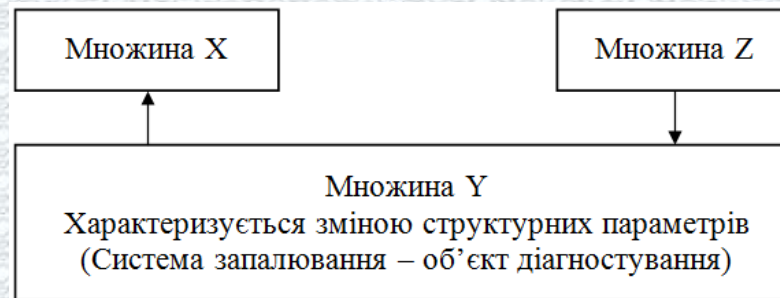 Множина X
Множина Z
Множина Y
Характеризується зміною структурних параметрів
(Система запалювання – об’єкт діагностування)